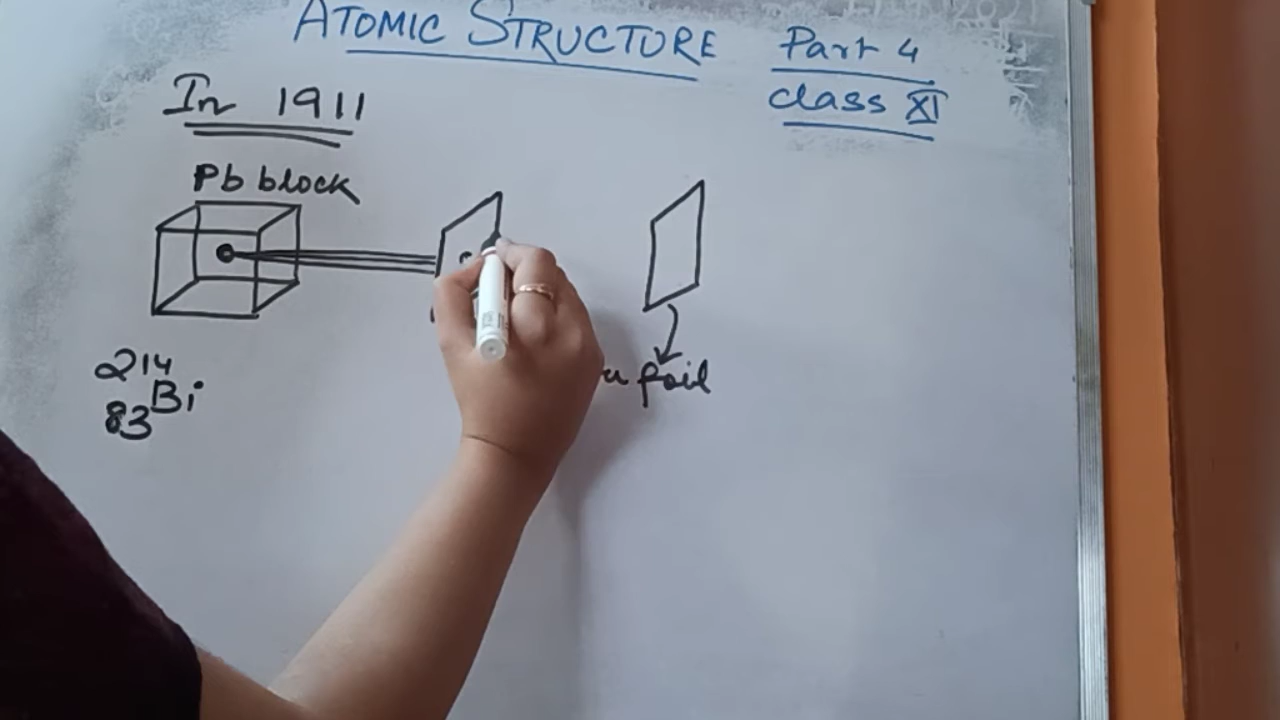 ATOMIC STRUCTURE Part 4
class XI
In 1911
Pb block
foil
214
Bi
83